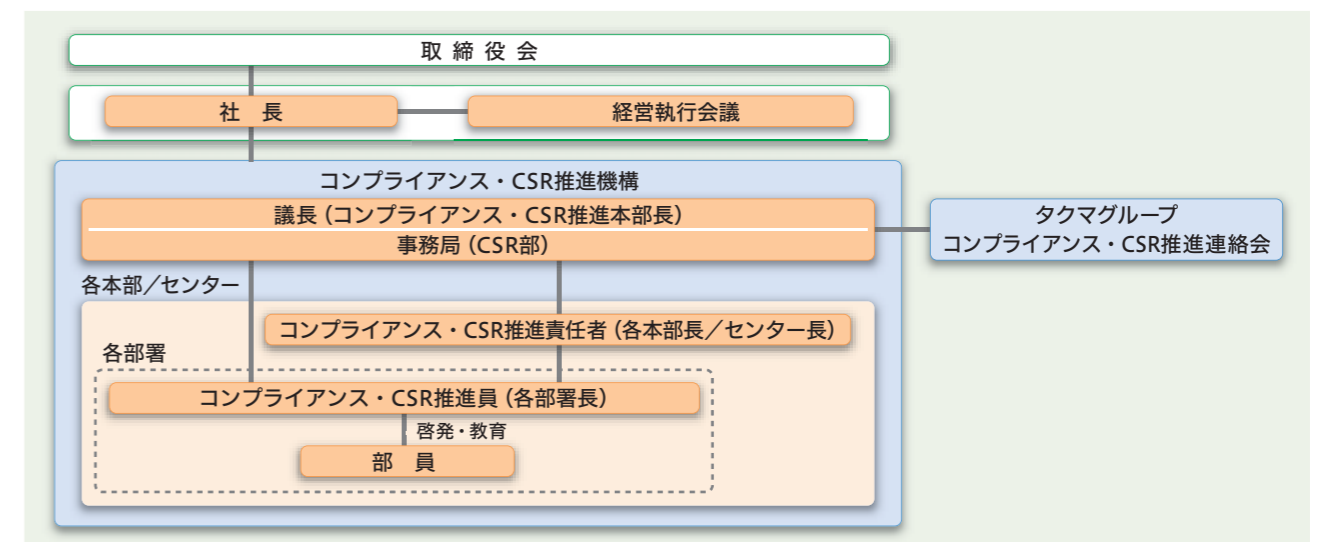 取締役会
社 長
経営執行会議
コンプライアンス・CSR推進機構
議長（コンプライアンス・CSR推進本部長）
事務局（CSR部）
タクマグループ
コンプライアンス・CSR推進連絡会
各本部／センター
コンプライアンス・CSR推進責任者（各本部長／センター長）
各部署
コンプライアンス・CSR推進員（各部署長）
啓発・教育
部 員